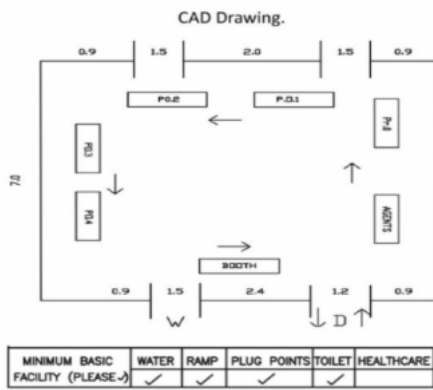 CAD Drawing.
0.9 1.5 2.0 1.5 0.9
PO.2 P.O.1
PO.3 Pr.O
7.0
PO.4 AGENTS
BOOTH
0.9 1.5 2.4 1.2 0.9
W D
MINIMUM BASIC FACILITY (PLEASE✓) WATER RAMP PLUG POINTS TOILET HEALTHCARE
✓ ✓ ✓ ✓